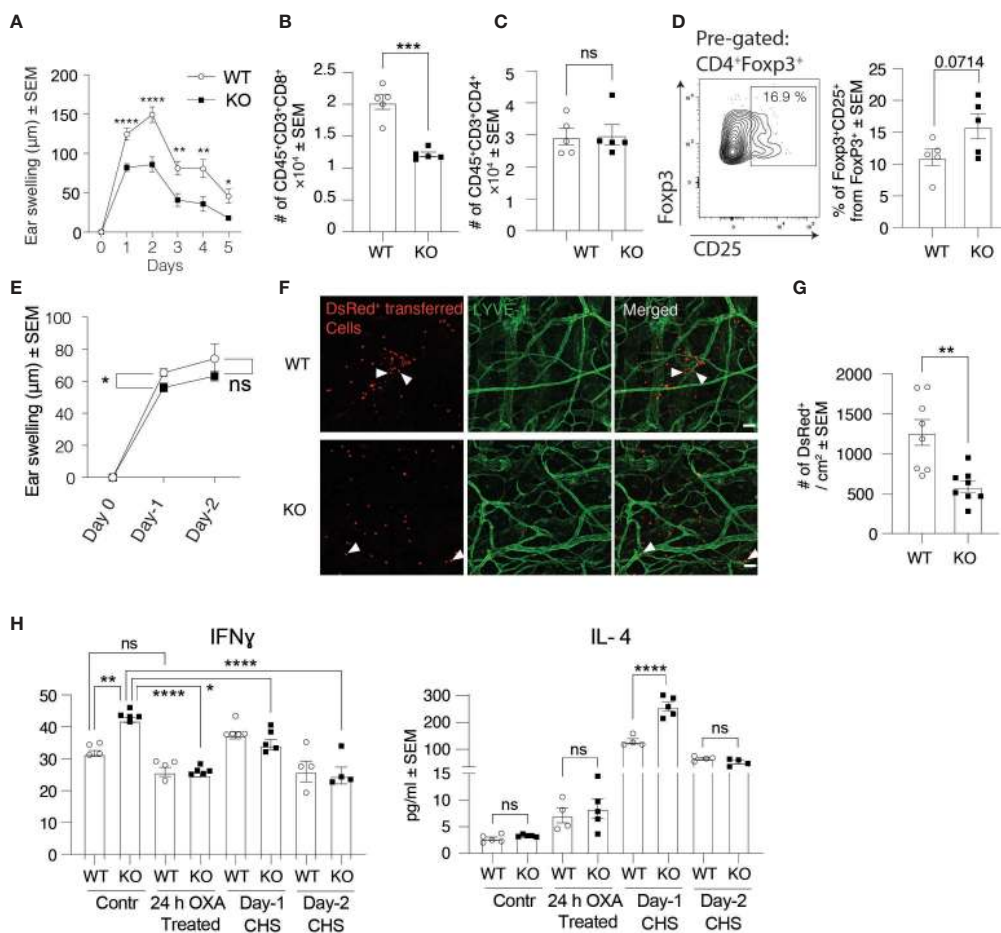 A
Ear swelling (µm) ± SEM
200
150
100
50
0
0 1 2 3 4 5
Days
WT
KO
****
****
**
**
*
B
# of CD45⁺CD3⁺CD8⁺
×10⁴ ± SEM
2.5
2
1.5
1
0.5
0
***
WT KO
C
# of CD45⁺CD3⁺CD4⁺
×10⁴ ± SEM
5
4
3
2
1
0
ns
WT KO
D
Pre-gated:
CD4⁺Foxp3⁺
16.9 %
Foxp3
CD25
% of Foxp3⁺CD25⁺
from FoxP3⁺ ± SEM
25
20
15
10
5
0
0.0714
WT KO
E
Ear swelling (µm) ± SEM
100
80
60
40
20
0
*
ns
Day 0 Day-1 Day-2
F
DsRed⁺ transferred
Cells
LYVE-1
Merged
WT
KO
G
# of DsRed⁺
/ cm² ± SEM
2000
1500
1000
500
0
**
WT KO
H
IFNɣ
50
40
30
20
10
0
ns
**
****
****
*
WT KO WT KO WT KO WT KO
Contr 24 h OXA Day-1 Day-2
Treated CHS CHS
IL-4
pg/ml ± SEM
300
200
100
15
10
5
0
ns
ns
****
ns
WT KO WT KO WT KO WT KO
Contr 24 h OXA Day-1 Day-2
Treated CHS CHS